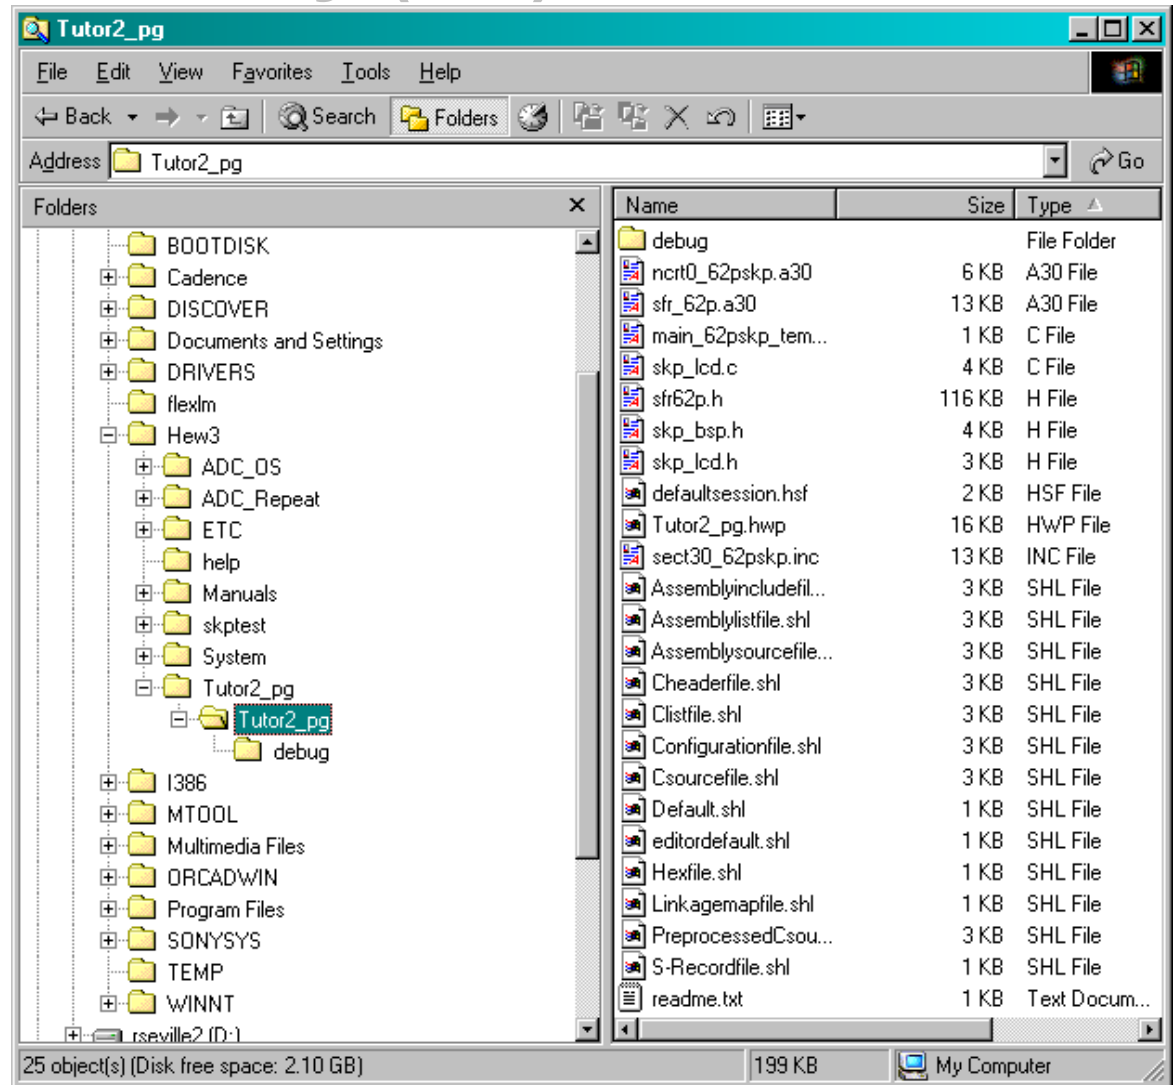 Tutor2_pg
File Edit View Favorites Tools Help
Back Search Folders
Address Tutor2_pg Go
Folders
BOOTDISK
Cadence
DISCOVER
Documents and Settings
DRIVERS
flexlm
Hew3
ADC_OS
ADC_Repeat
ETC
help
Manuals
skptest
System
Tutor2_pg
Tutor2_pg
debug
I386
MTOOL
Multimedia Files
ORCADWIN
Program Files
SONYSYS
TEMP
WINNT
rseville2 (D:)
Name Size Type
debug File Folder
ncrt0_62pskp.a30 6 KB A30 File
sfr_62p.a30 13 KB A30 File
main_62pskp_tem... 1 KB C File
skp_lcd.c 4 KB C File
sfr62p.h 116 KB H File
skp_bsp.h 4 KB H File
skp_lcd.h 3 KB H File
defaultsession.hsf 2 KB HSF File
Tutor2_pg.hwp 16 KB HWP File
sect30_62pskp.inc 13 KB INC File
Assemblyincludefil... 3 KB SHL File
Assemblylistfile.shl 3 KB SHL File
Assemblysourcefile... 3 KB SHL File
Cheaderfile.shl 3 KB SHL File
Clistfile.shl 3 KB SHL File
Configurationfile.shl 3 KB SHL File
Csourcefile.shl 3 KB SHL File
Default.shl 1 KB SHL File
editordefault.shl 1 KB SHL File
Hexfile.shl 1 KB SHL File
Linkagemapfile.shl 1 KB SHL File
PreprocessedCsou... 3 KB SHL File
S-Recordfile.shl 1 KB SHL File
readme.txt 1 KB Text Docum...
25 object(s) (Disk free space: 2.10 GB) 199 KB My Computer